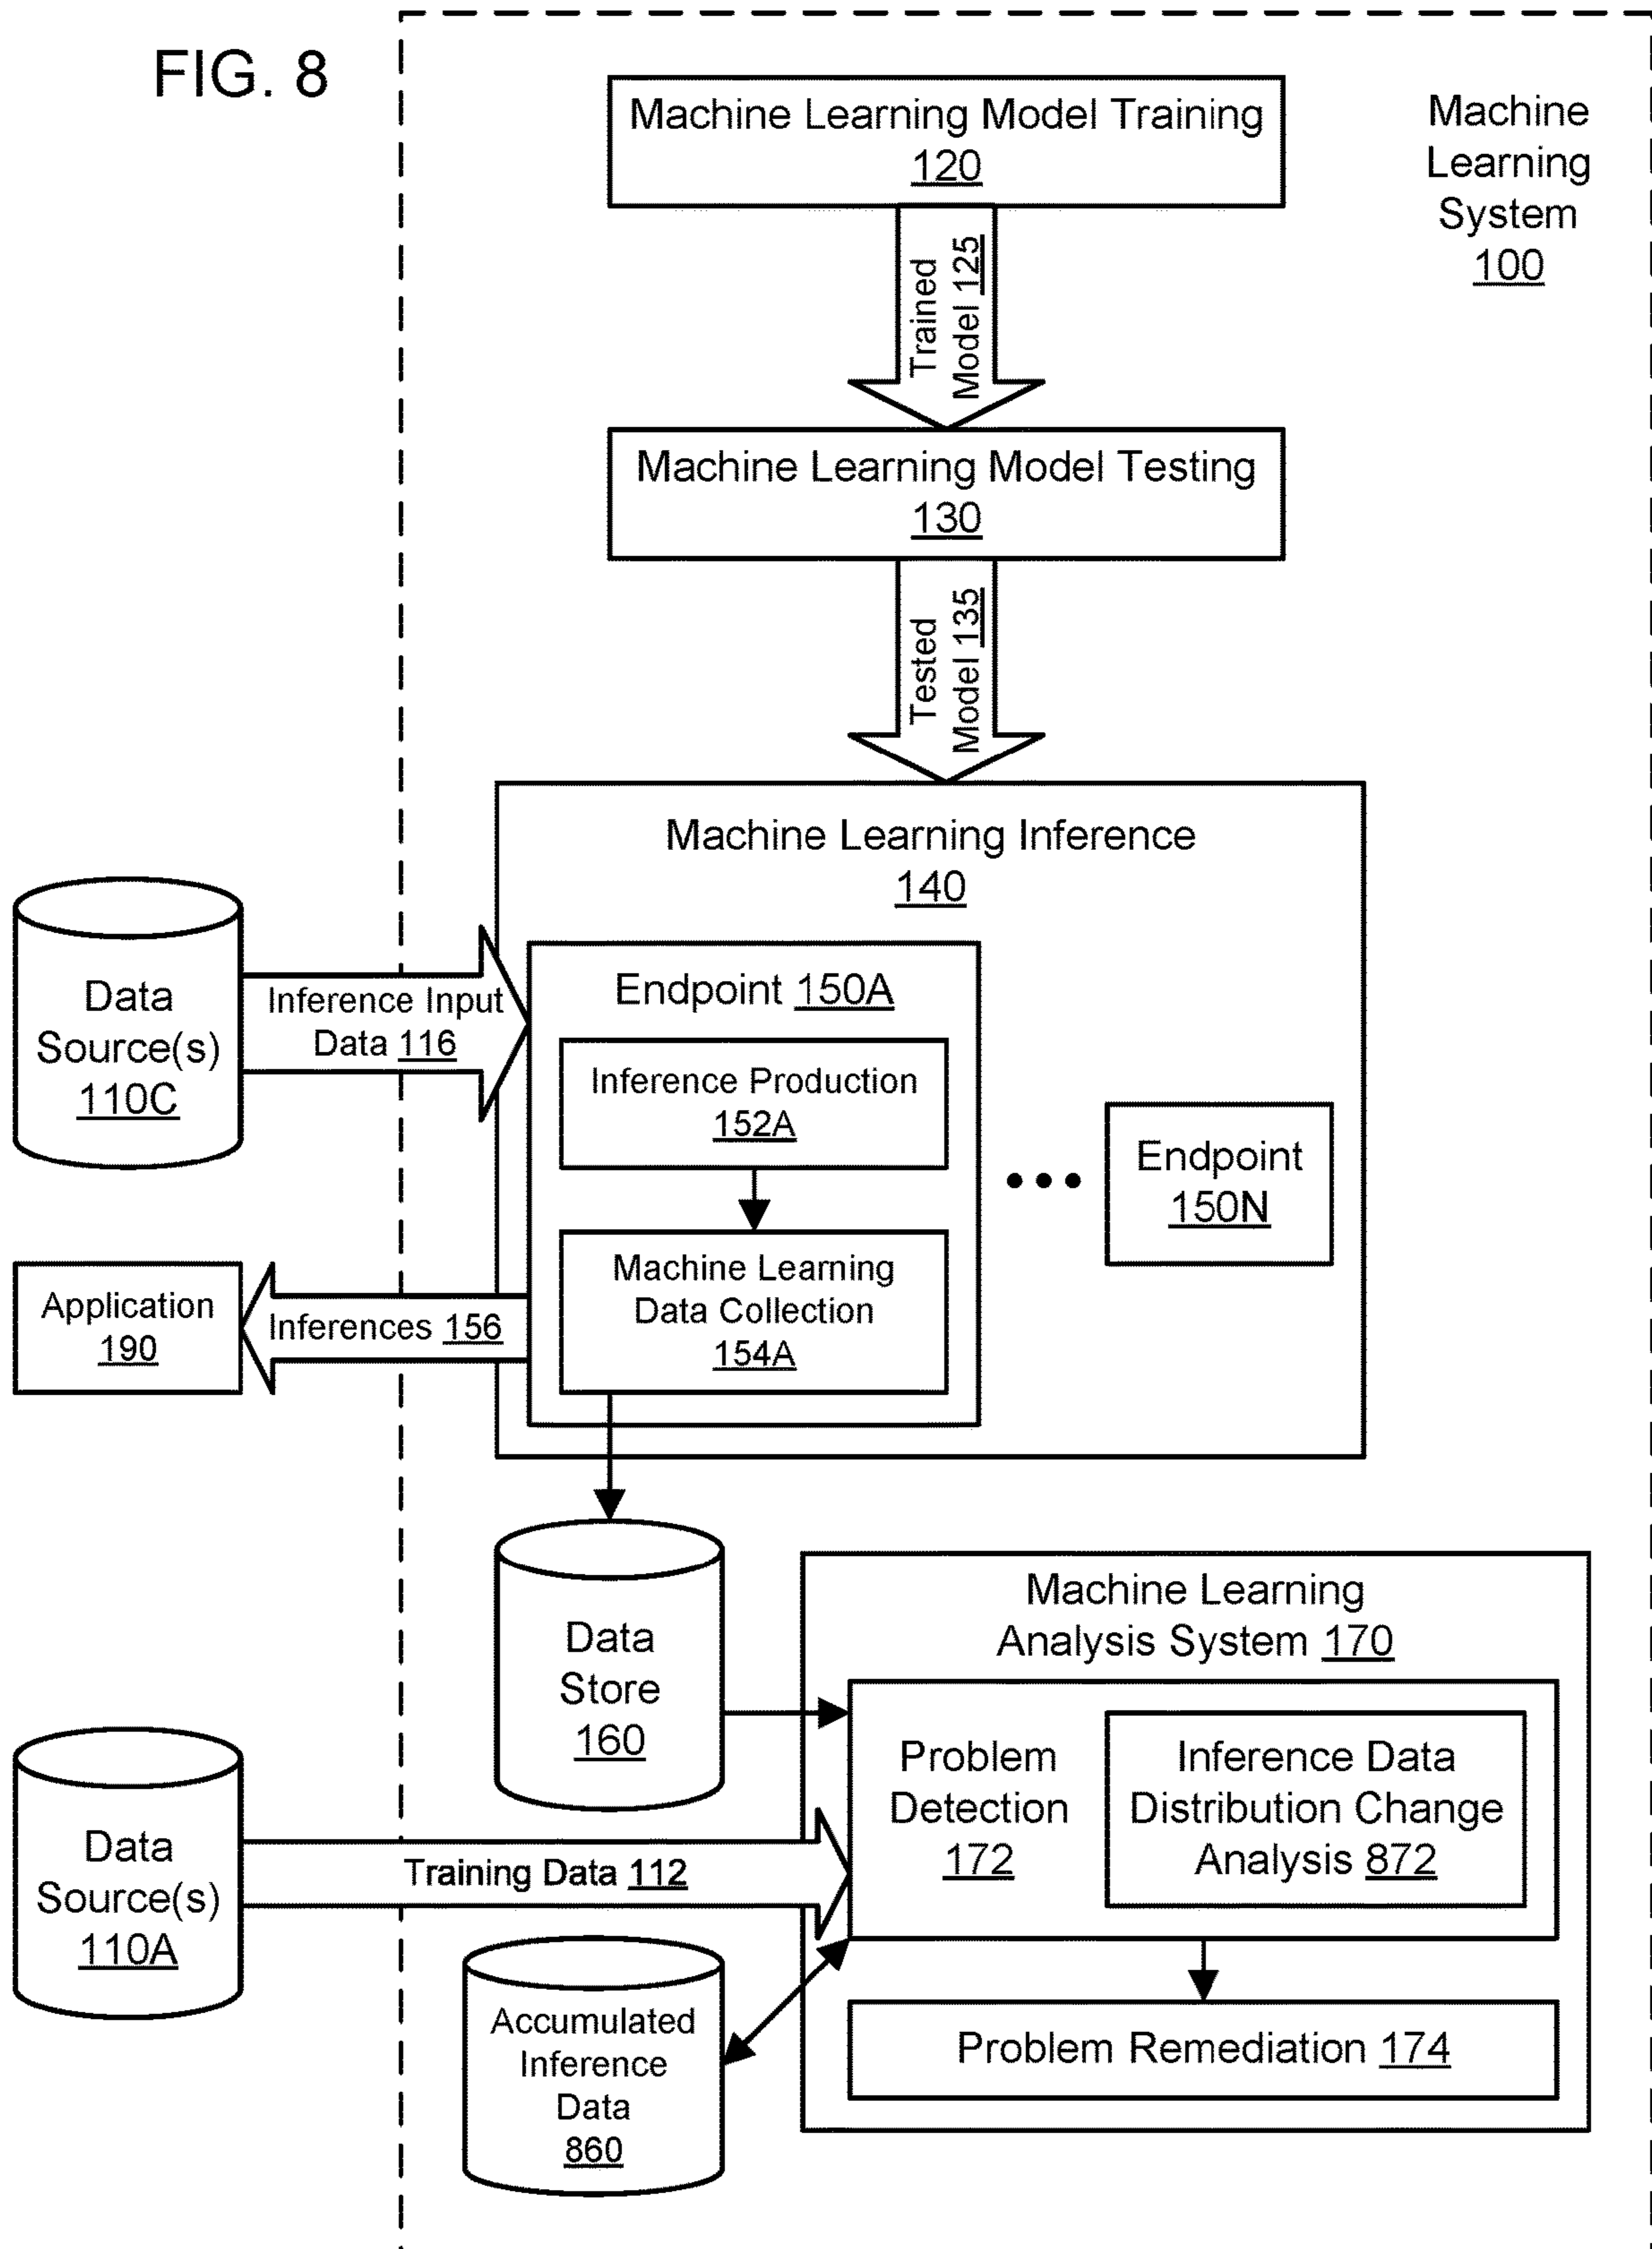 FIG. 8
Machine Learning Model Training
120
Machine
Learning
System
100
Trained
Model 125
Machine Learning Model Testing
130
Tested
Model 135
Machine Learning Inference
140
Data
Source(s)
110C
Inference Input
Data 116
Endpoint 150A
Inference Production
152A
Endpoint
150N
Machine Learning
Data Collection
154A
Application
190
Inferences 156
Data
Store
160
Machine Learning
Analysis System 170
Problem
Detection
172
Inference Data
Distribution Change
Analysis 872
Data
Source(s)
110A
Training Data 112
Accumulated
Inference
Data
860
Problem Remediation 174